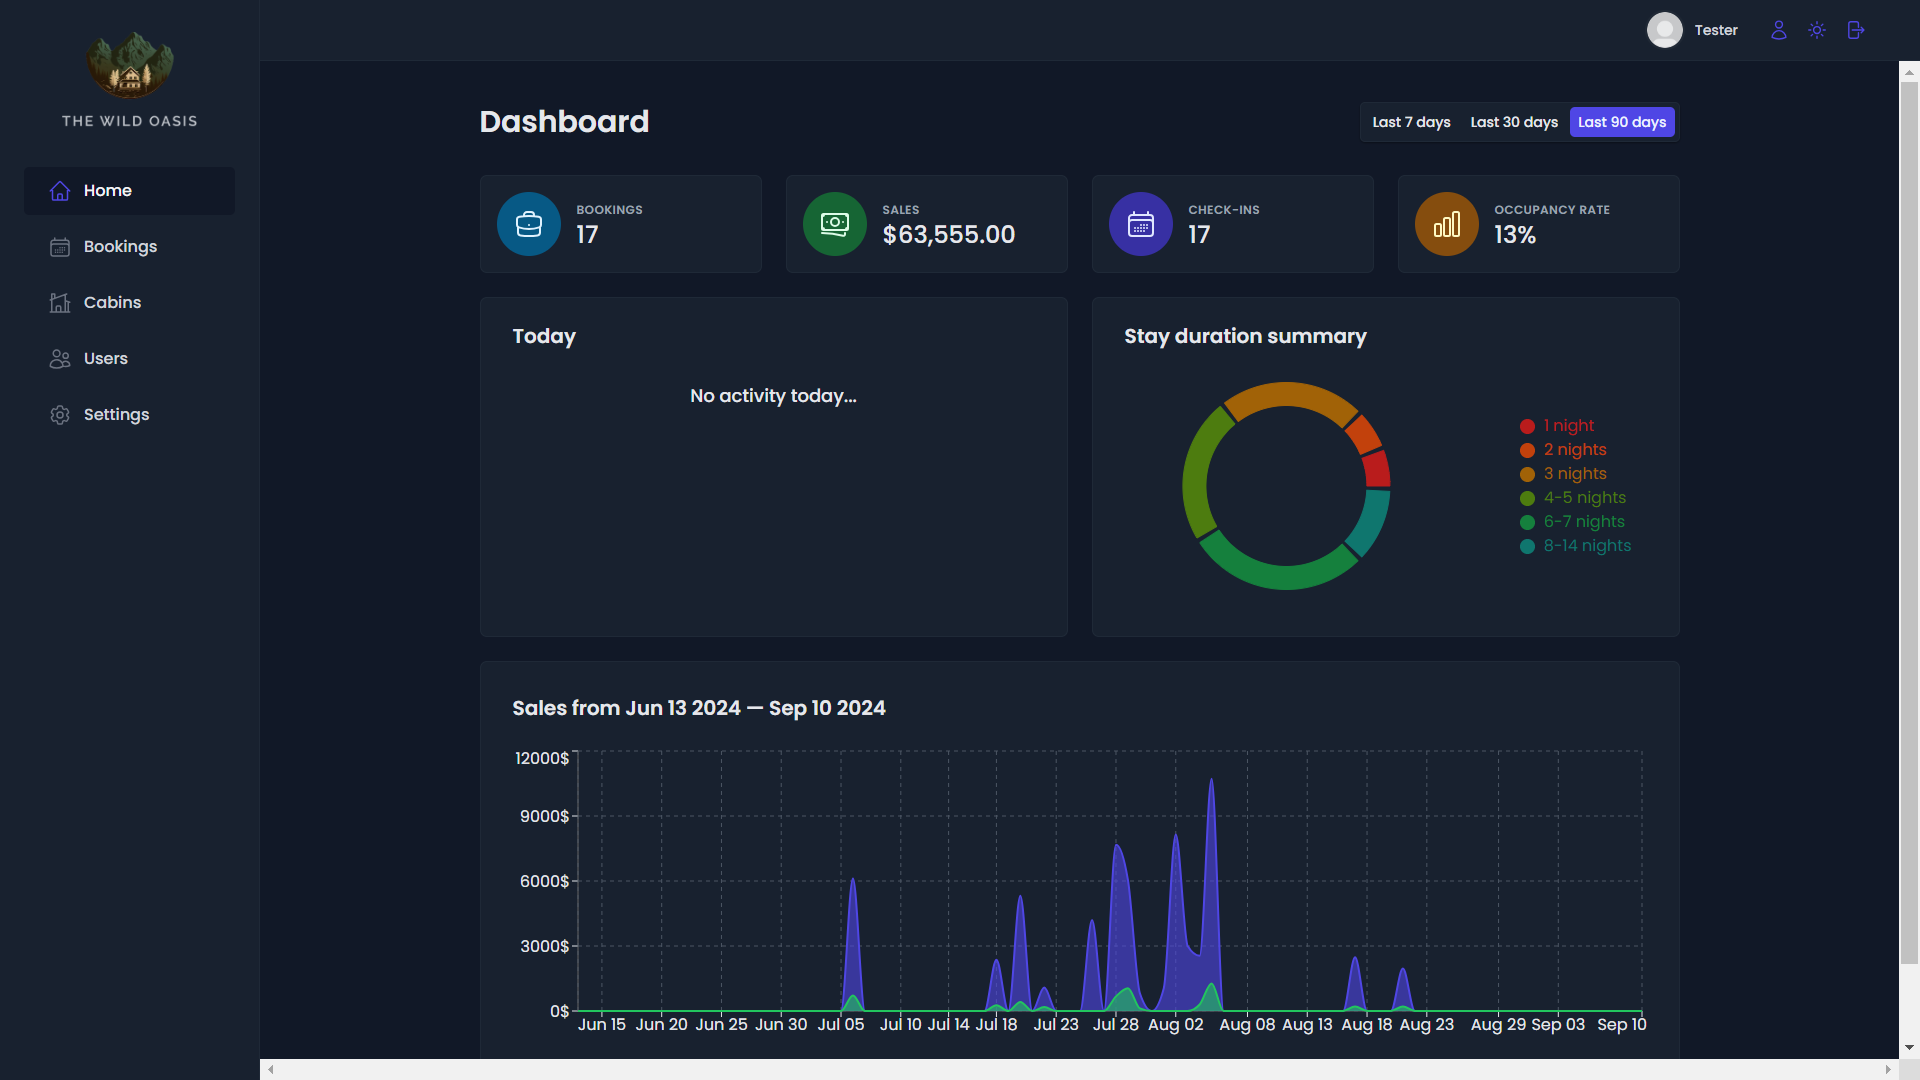 THE WILD OASIS
Home
Bookings
Cabins
Users
Settings
Tester
Dashboard
Last 7 days Last 30 days Last 90 days
BOOKINGS
17
SALES
$63,555.00
CHECK-INS
17
OCCUPANCY RATE
13%
Today
No activity today...
Stay duration summary
1 night
2 nights
3 nights
4-5 nights
6-7 nights
8-14 nights
Sales from Jun 13 2024 — Sep 10 2024
12000$
9000$
6000$
3000$
0$
Jun 15 Jun 20 Jun 25 Jun 30 Jul 05 Jul 10 Jul 14 Jul 18 Jul 23 Jul 28 Aug 02 Aug 08 Aug 13 Aug 18 Aug 23 Aug 29 Sep 03 Sep 10